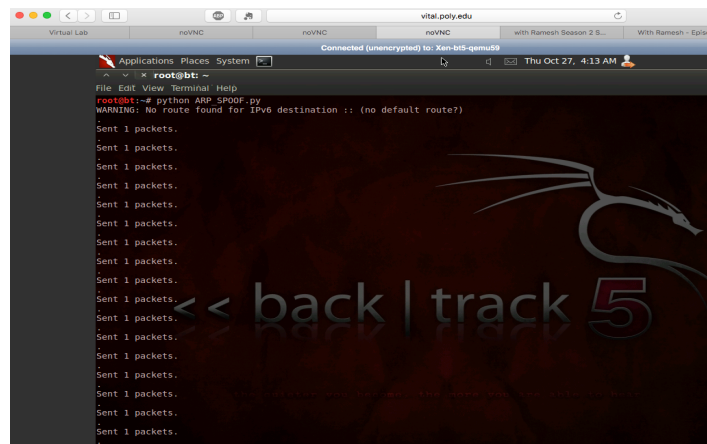 vital.poly.edu
ABP
Virtual Lab
noVNC
noVNC
noVNC
with Ramesh Season 2 S...
With Ramesh - Epis
Connected (unencrypted) to: Xen-bt5-qemu59
Applications Places System
Thu Oct 27, 4:13 AM
root@bt: ~
File Edit View Terminal Help
root@bt:~# python ARP_SPOOF.py
WARNING: No route found for IPv6 destination :: (no default route?)
.
Sent 1 packets.
.
Sent 1 packets.
.
Sent 1 packets.
.
Sent 1 packets.
.
Sent 1 packets.
.
Sent 1 packets.
.
Sent 1 packets.
.
Sent 1 packets.
.
Sent 1 packets.
.
Sent 1 packets.
.
Sent 1 packets.
.
Sent 1 packets.
.
Sent 1 packets.
.
Sent 1 packets.
.
Sent 1 packets.
.
Sent 1 packets.
.
Sent 1 packets.
.
<< back | track 5